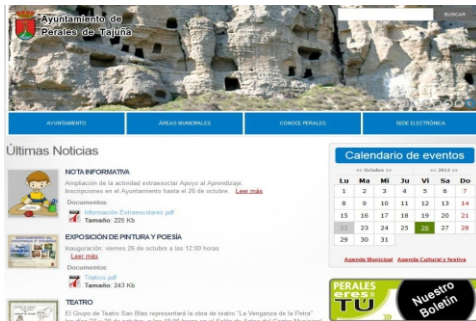 Ayuntamiento de
Perales de Tajuña
BUSCAR
AYUNTAMIENTO
ÁREAS MUNICIPALES
CONOCE PERALES
SEDE ELECTRÓNICA
Últimas Noticias
NOTA INFORMATIVA
Ampliación de la actividad extraescolar Apoyo al Aprendizaje.
Inscripciones en el Ayuntamiento hasta el 26 de octubre. Leer más
Documentos:
Información Extraescolares.pdf
Tamaño: 225 Kb
EXPOSICIÓN DE PINTURA Y POESÍA
Inauguración: viernes 26 de octubre a las 12:00 horas
Leer más
Documentos:
Tríptico.pdf
Tamaño: 243 Kb
TEATRO
El Grupo de Teatro San Blas representará la obra de teatro "La Venganza de la Petra"
Calendario de eventos
<< Octubre >> << 2012 >>
Lu Ma Mi Ju Vi Sa Do
1 2 3 4 5 6 7
8 9 10 11 12 13 14
15 16 17 18 19 20 21
22 23 24 25 26 27 28
29 30 31
Agenda Municipal Agenda Cultural y festiva
PERALES
eres
TÚ
Nuestro
Boletín